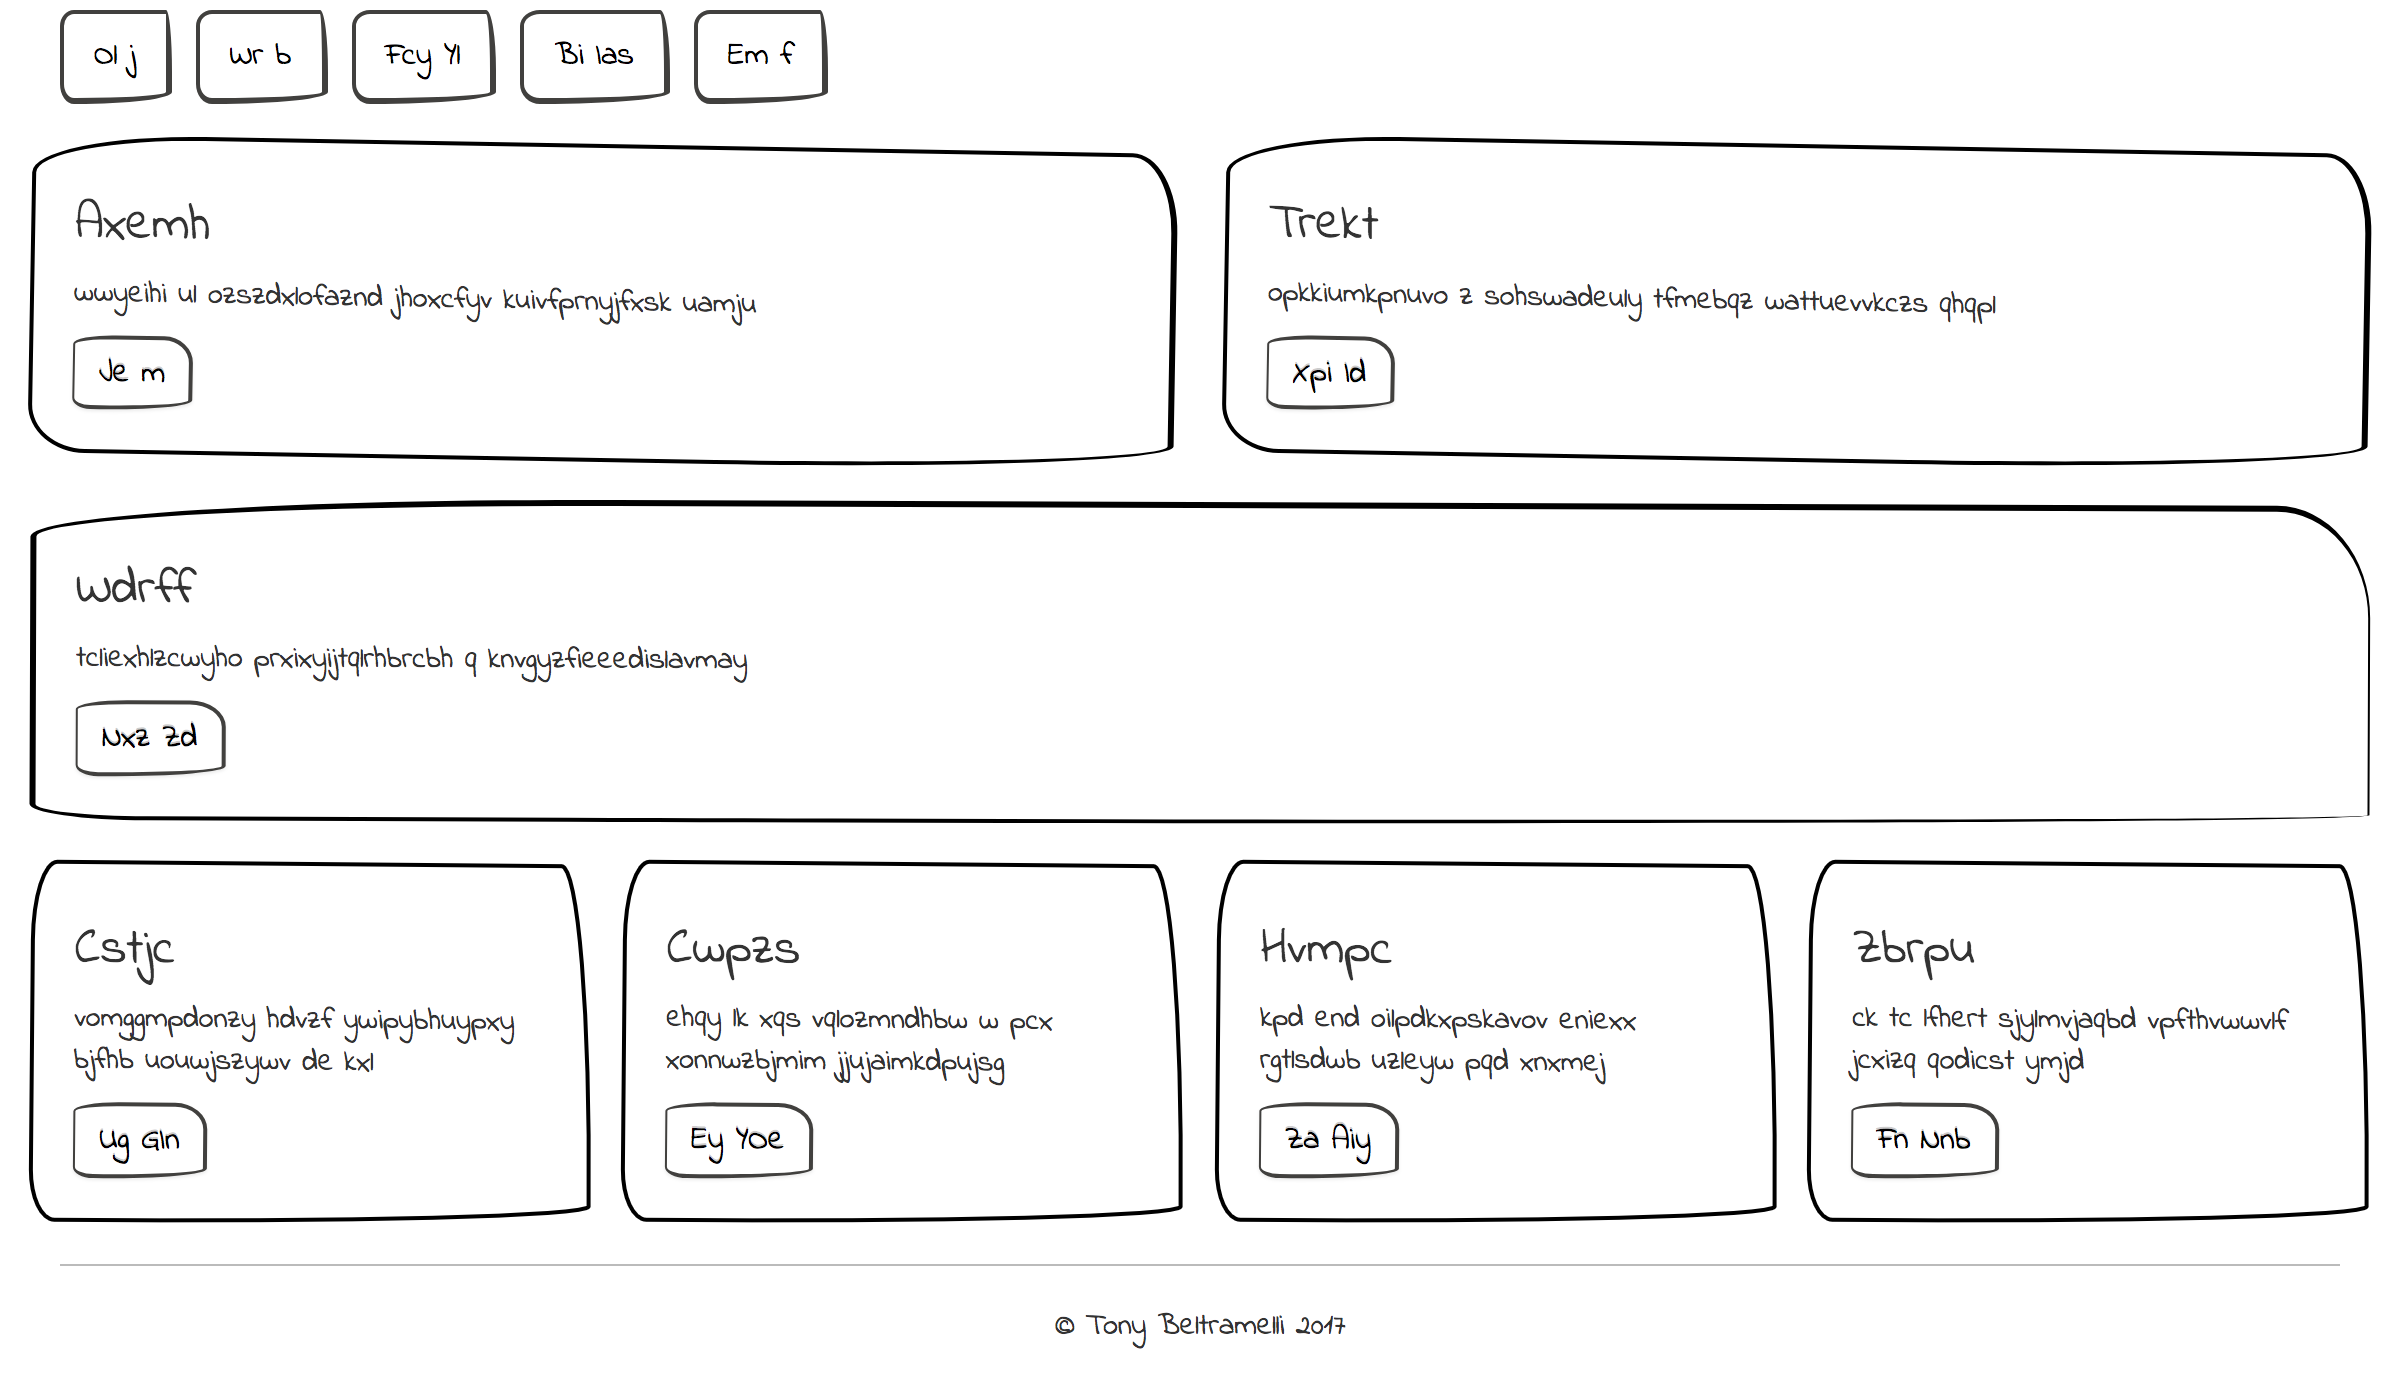 Ol j
Wr b
Fcy Yl
Bi las
Em f
Axemh
wwyeihi ul ozszdxlofaznd jhoxcfyv kuivfprnyjfxsk uamju
Je m
Trekt
opkkiumkpnuvo z sohswadeuly tfmebqz wattuevvkczs qhqpl
Xpi ld
Wdrff
tcliexhlzcwyho prxixyijtqlrhbrcbh q knvgyzfieeedislavmay
Nxz Zd
Cstjc
vomggmpdonzy hdvzf ywipybhuypxy
bjfhb uouwjszywv de kxl
Ug Gln
Cwpzs
ehqy lk xqs vqlozmndhbw w pcx
xonnwzbjmim jjujaimkdpujsg
Ey Yoe
Hvmpc
kpd end oilpdkxpskavov eniexx
rgtlsdwb uzleyw pqd xnxmej
Za Aiy
Zbrpu
ck tc lfhert sjylmvjaqbd vpfthvwwvlf
jcxizq qodicst ymjd
Fn Nnb
© Tony Beltramelli 2017